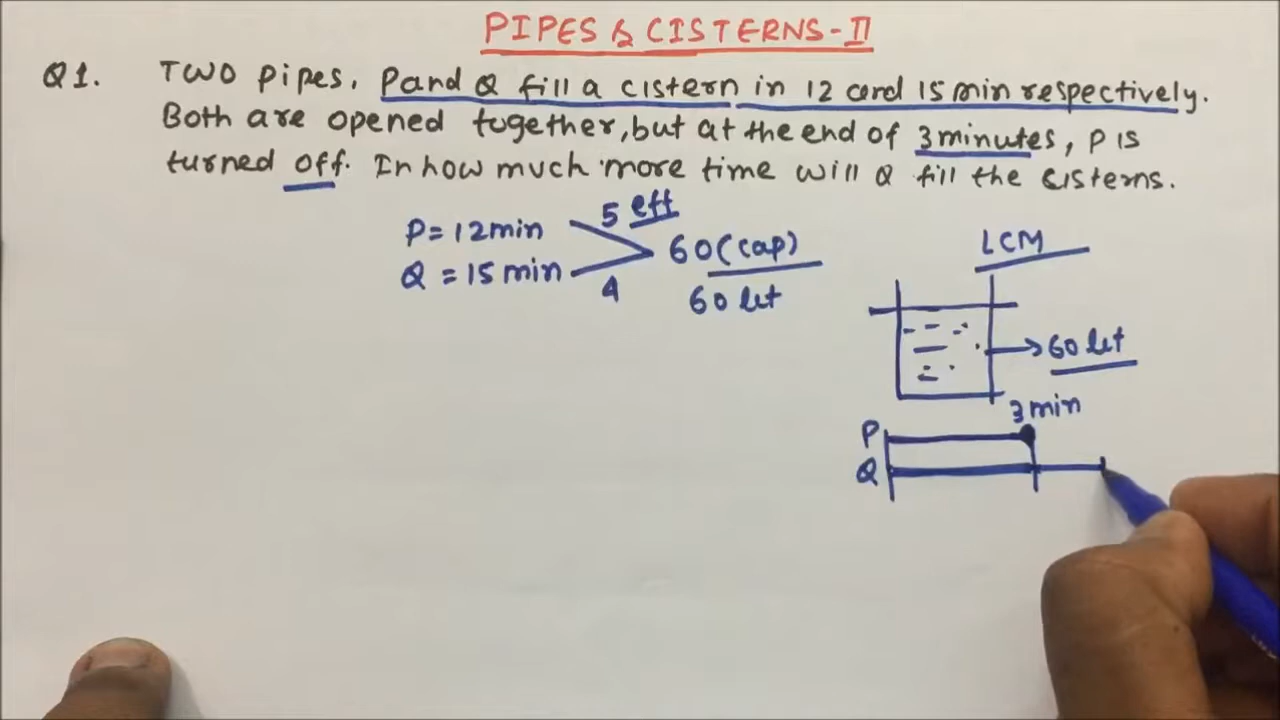 PIPES & CISTERNS-II
Q1. Two pipes, P and Q fill a cistern in 12 and 15 min respectively.
Both are opened together, but at the end of 3 minutes, P is
turned off. In how much more time will Q fill the cisterns.
5 eff
P = 12 min
60 (cap)
Q = 15 min
4
60 let
LCM
60 let
3 min
P
Q